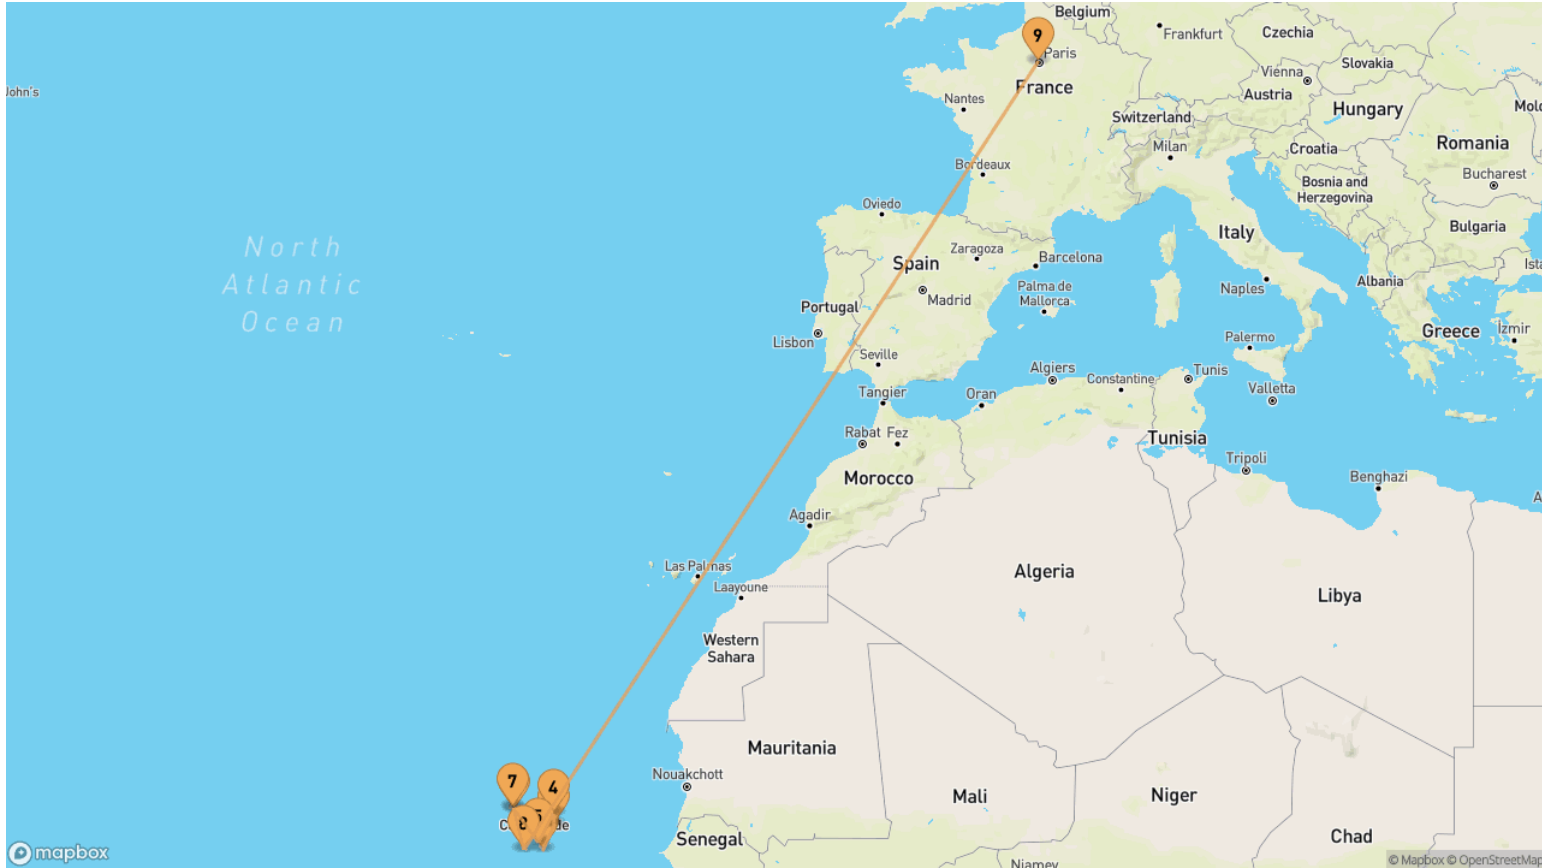 Belgium
9
Paris
Frankfurt
Czechia
Slovakia
Vienna
Austria
France
John's
Nantes
Hungary
Switzerland
Milan
Croatia
Romania
Bordeaux
Bucharest
Bosnia and
Herzegovina
Oviedo
Bulgaria
Italy
North
Atlantic
Ocean
Zaragoza
Spain
Barcelona
Madrid
Palma de
Mallorca
Naples
Albania
Portugal
Lisbon
Greece
Izmir
Palermo
Seville
Algiers
Constantine
Tunis
Valletta
Tangier
Oran
Rabat
Fez
Tunisia
Tripoli
Morocco
Benghazi
Agadir
Las Palmas
Laayoune
Algeria
Libya
Western
Sahara
Mauritania
Nouakchott
7
4
Mali
Niger
Senegal
Chad
Niamey
mapbox
© Mapbox © OpenStreetMap